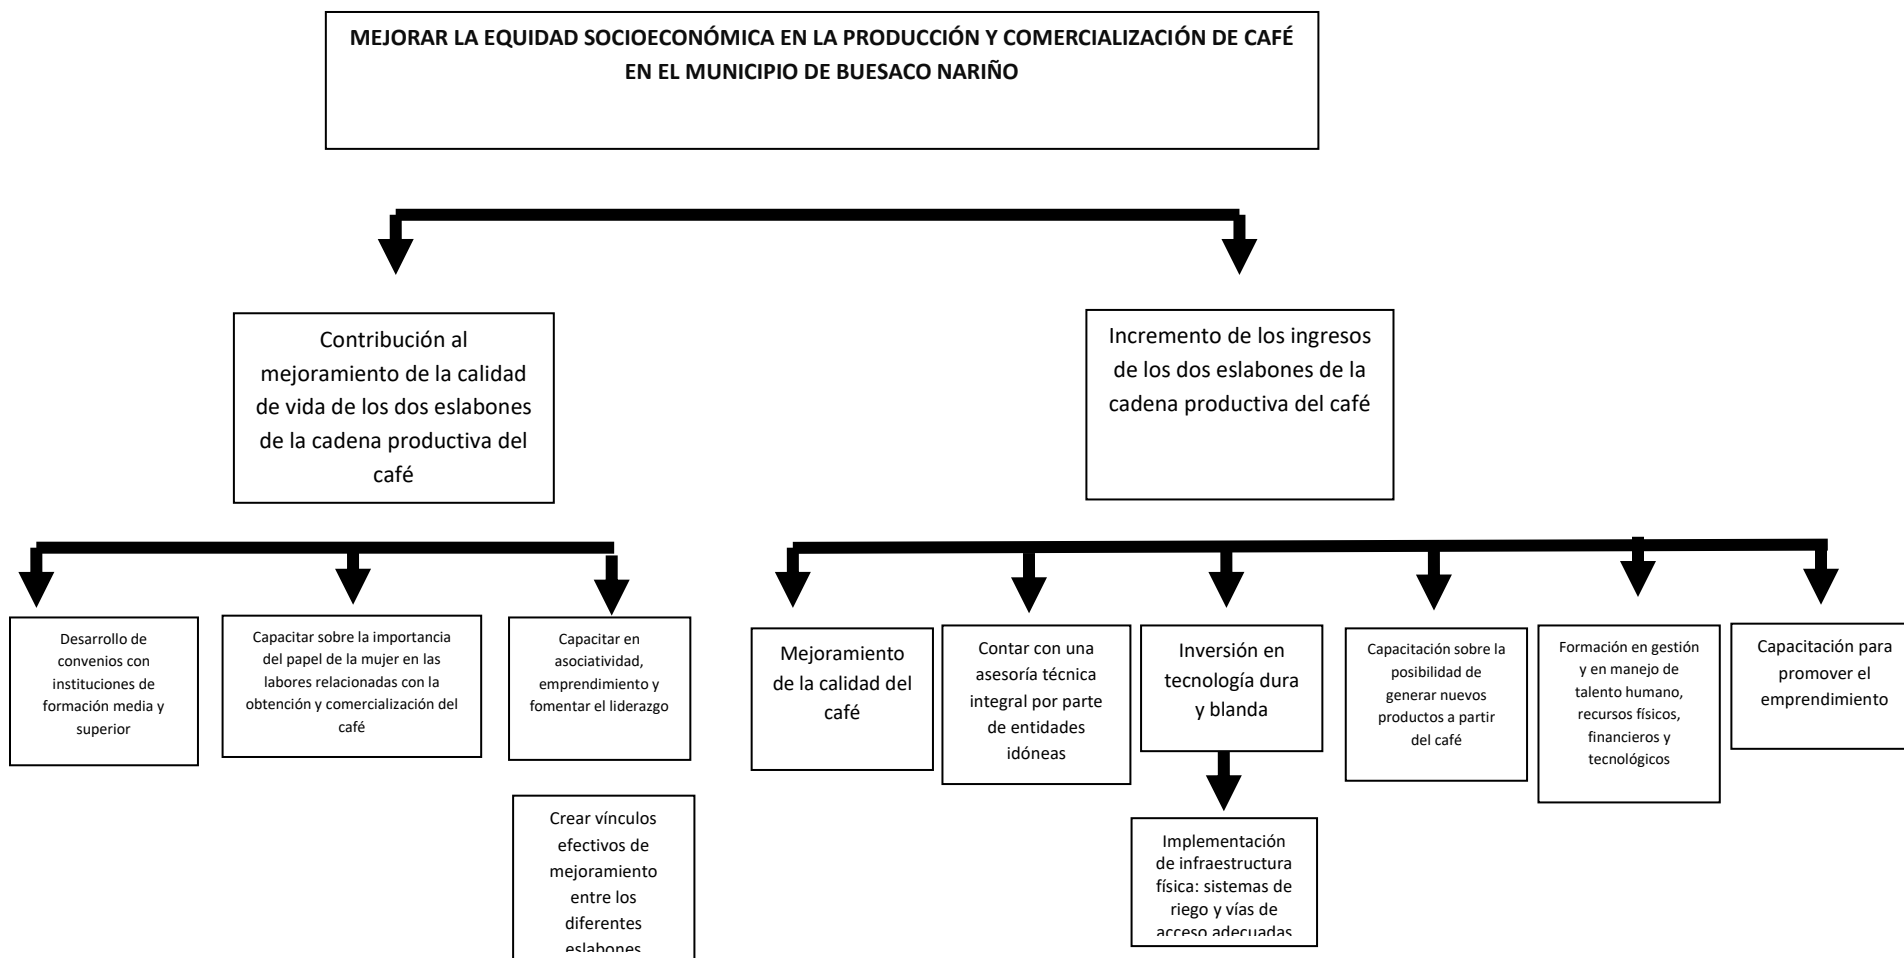 MEJORAR LA EQUIDAD SOCIOECONÓMICA EN LA PRODUCCIÓN Y COMERCIALIZACIÓN DE CAFÉ
EN EL MUNICIPIO DE BUESACO NARIÑO
Contribución al
mejoramiento de la calidad
de vida de los dos eslabones
de la cadena productiva del
café
Incremento de los ingresos
de los dos eslabones de la
cadena productiva del café
Desarrollo de
convenios con
instituciones de
formación media y
superior
Capacitar sobre la importancia
del papel de la mujer en las
labores relacionadas con la
obtención y comercialización del
café
Capacitar en
asociatividad,
emprendimiento y
fomentar el liderazgo
Mejoramiento
de la calidad del
café
Contar con una
asesoría técnica
integral por parte
de entidades
idóneas
Inversión en
tecnología dura
y blanda
Capacitación sobre la
posibilidad de
generar nuevos
productos a partir
del café
Formación en gestión
y en manejo de
talento humano,
recursos físicos,
financieros y
tecnológicos
Capacitación para
promover el
emprendimiento
Crear vínculos
efectivos de
mejoramiento
entre los
diferentes
eslabones
Implementación
de infraestructura
física: sistemas de
riego y vías de
acceso adecuadas